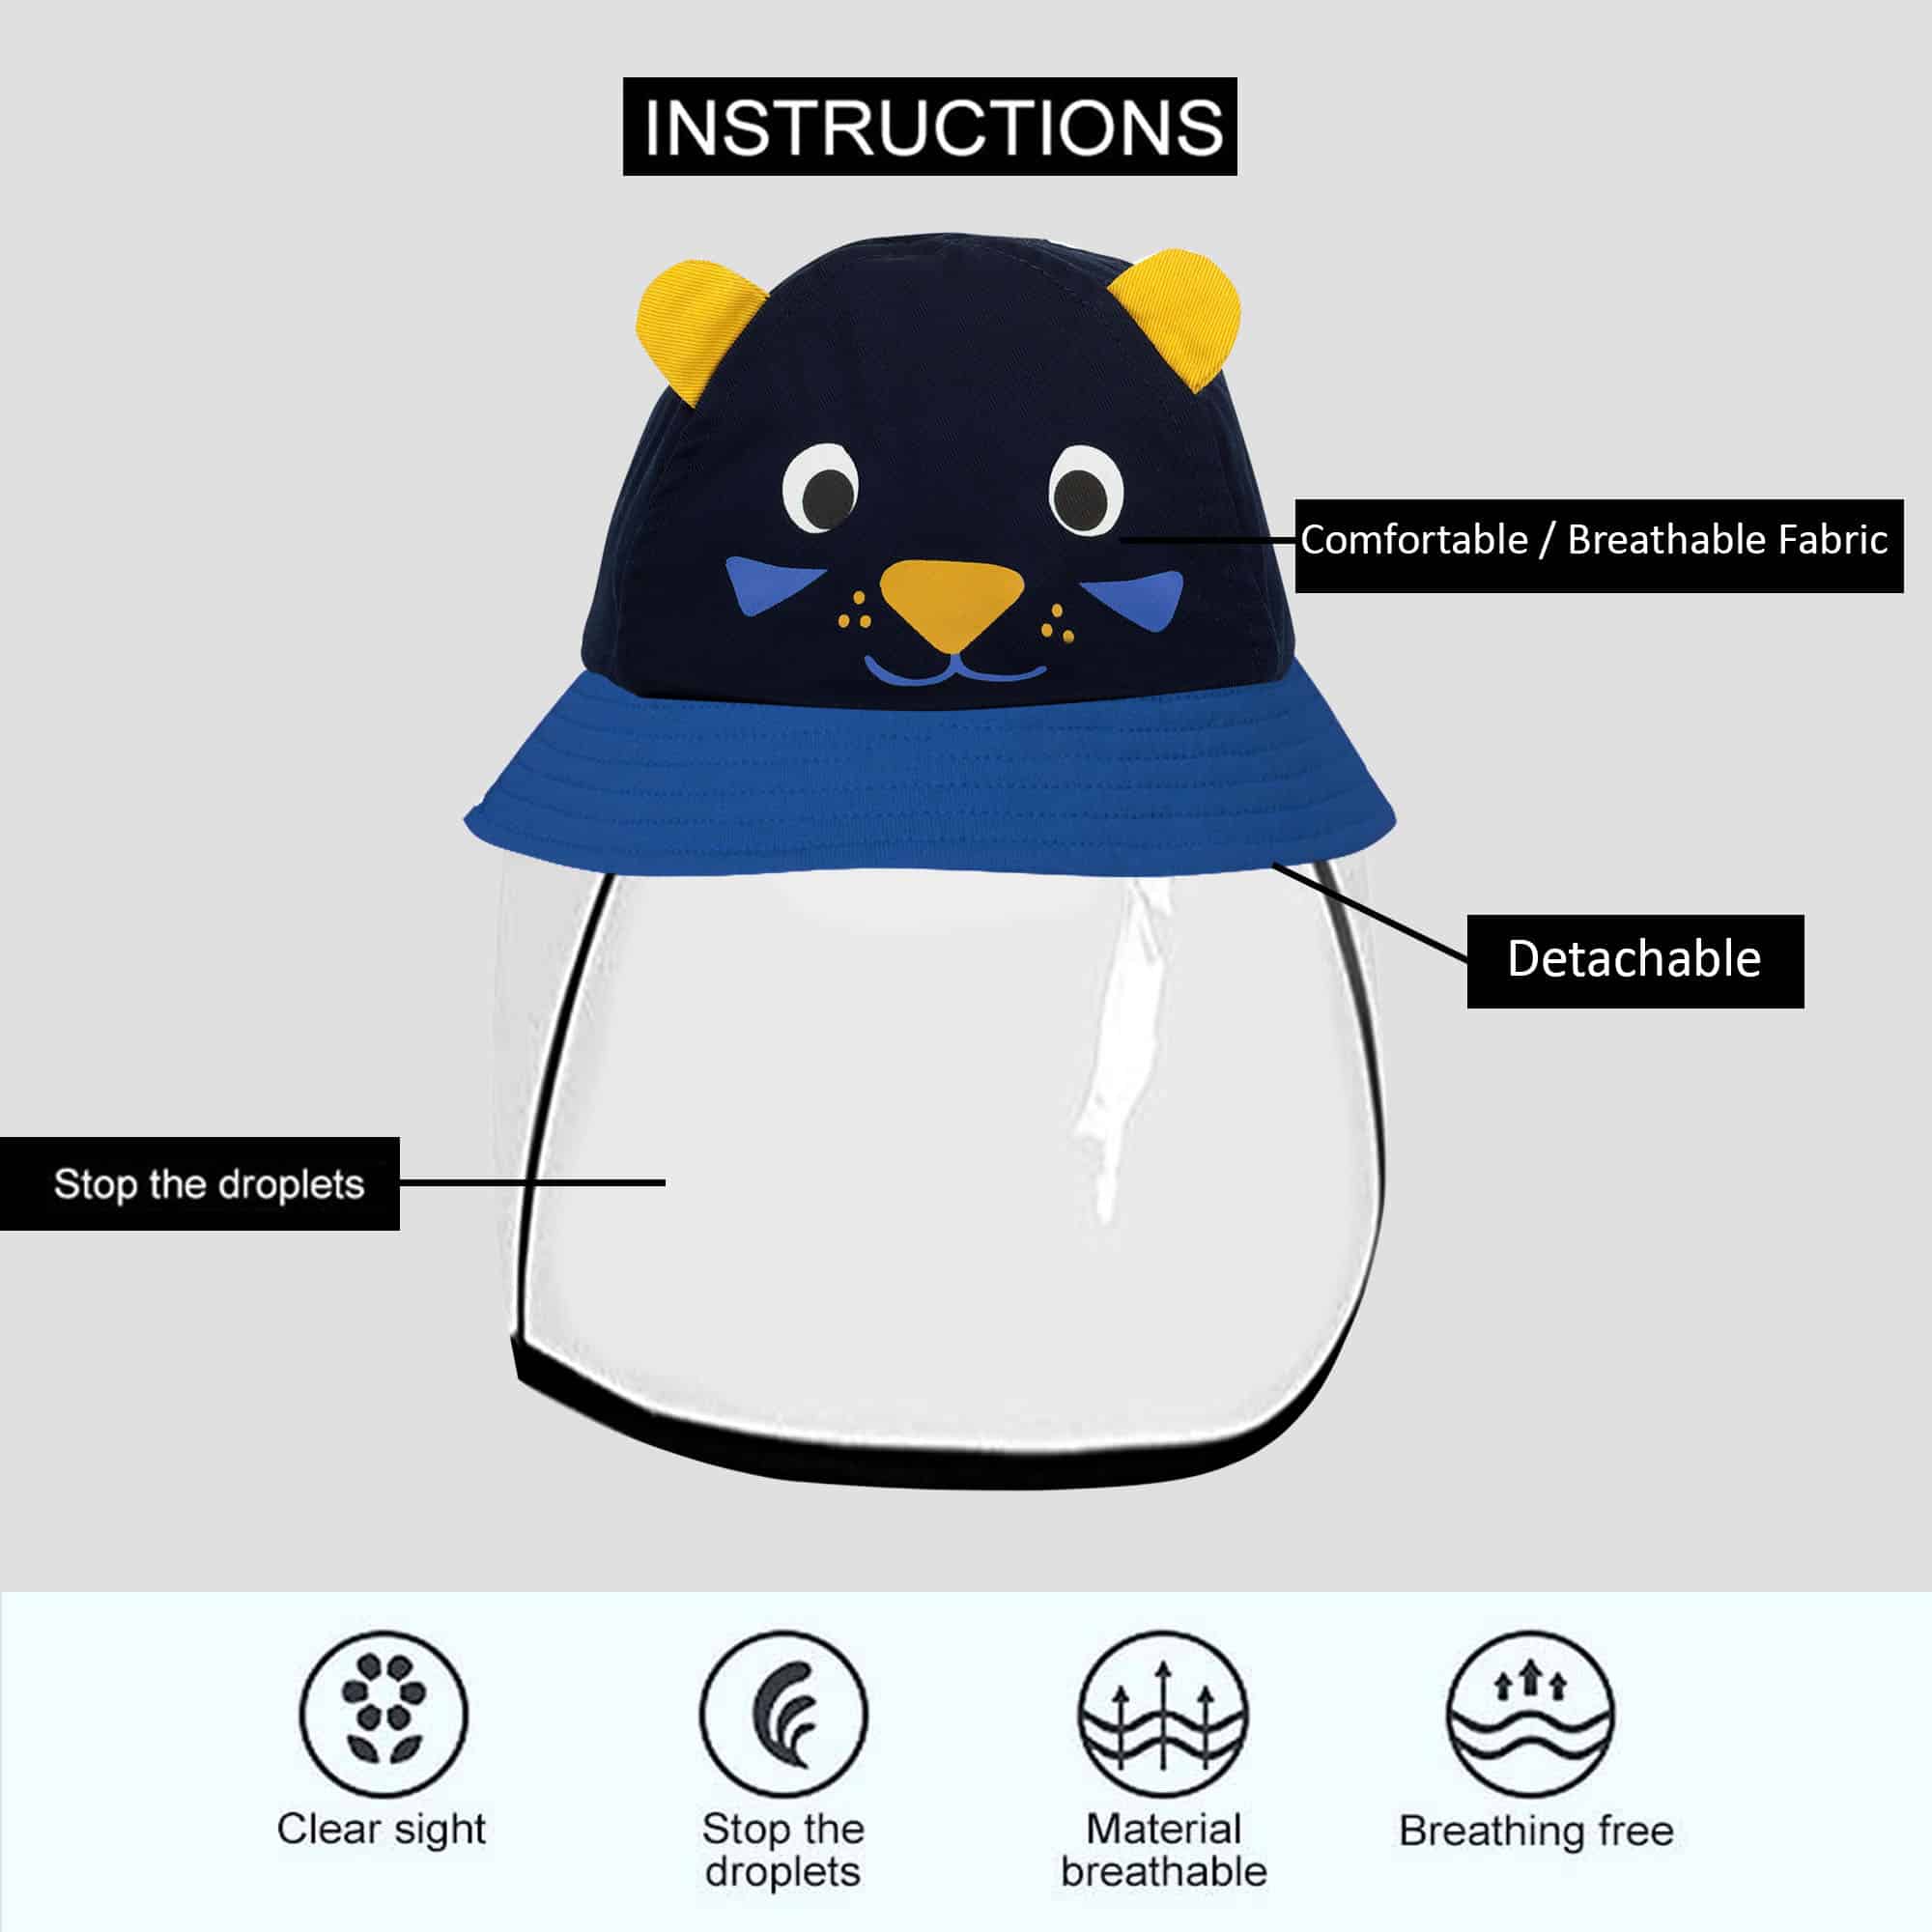 INSTRUCTIONS
Comfortable / Breathable Fabric
Detachable
Stop the droplets
Clear sight
Stop the
droplets
Material
breathable
Breathing free